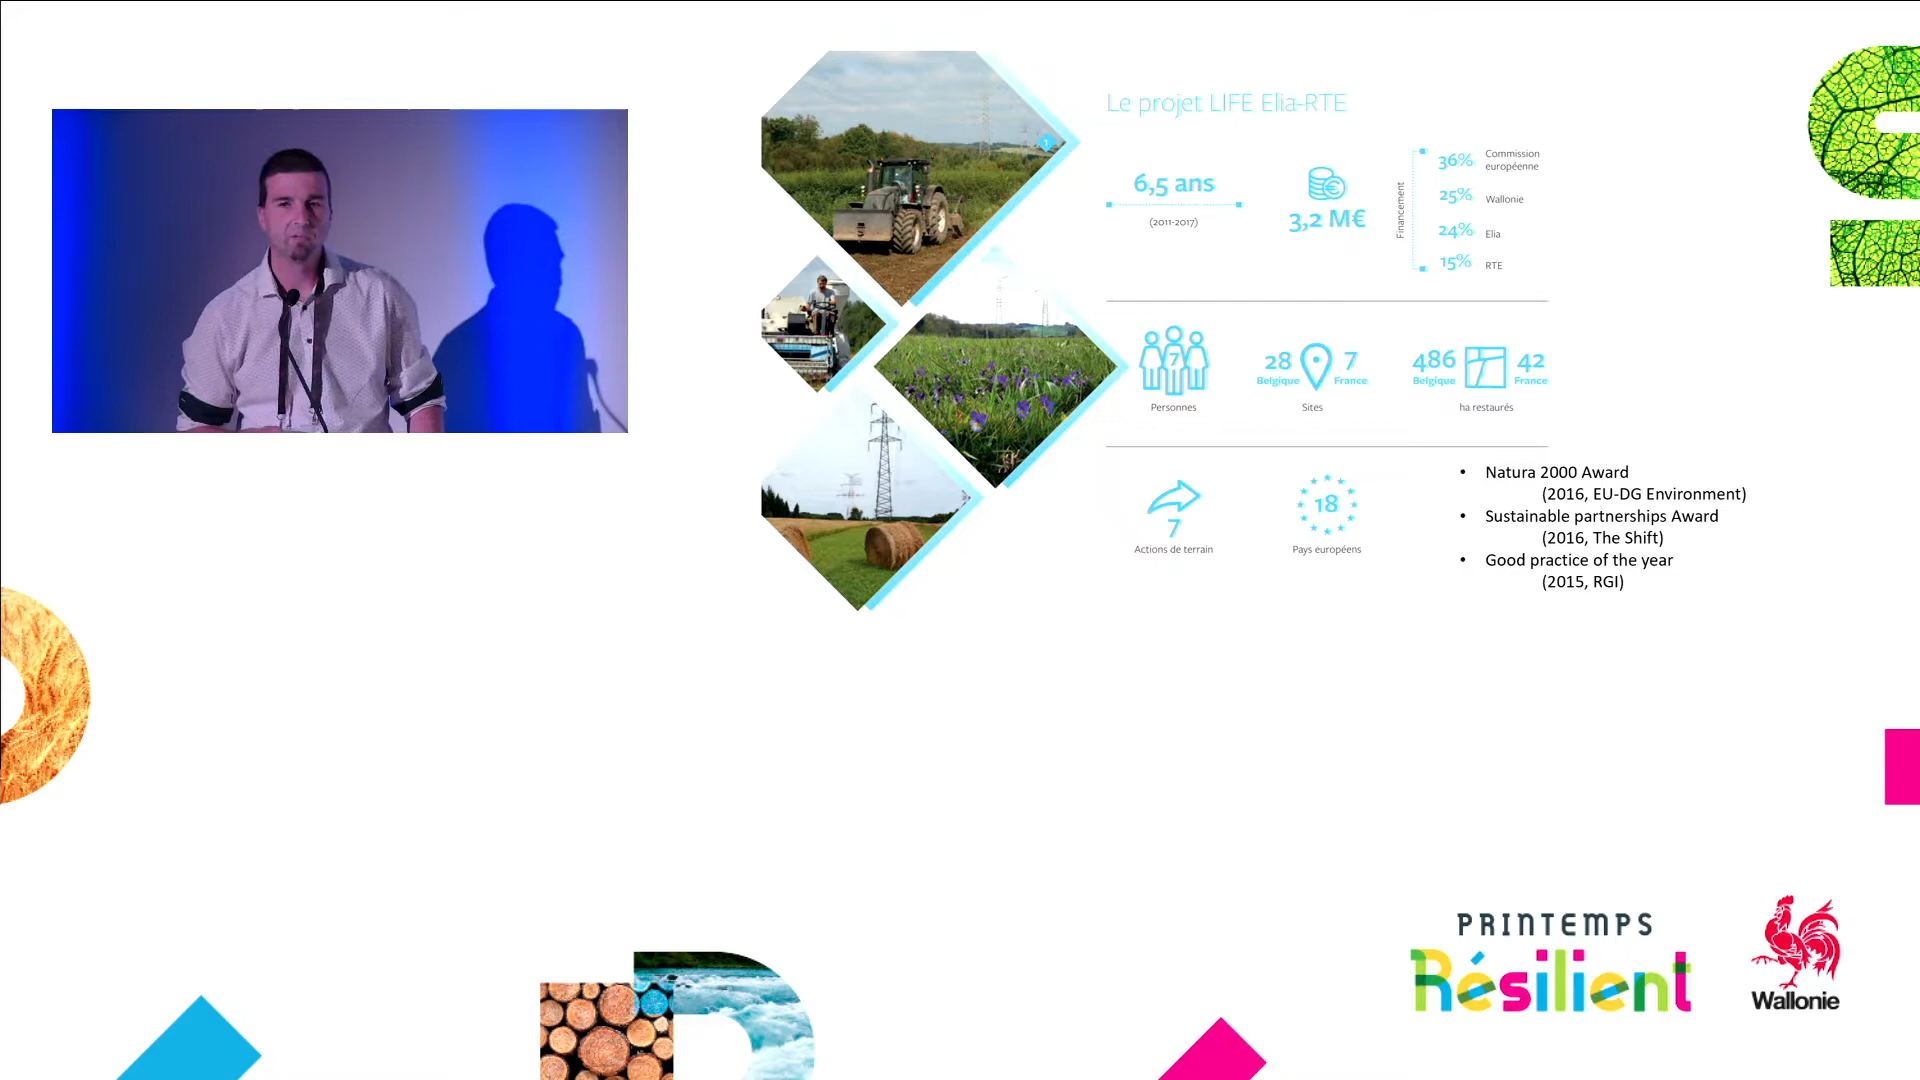 Le projet LIFE Elia-RTE
1
6,5 ans
(2011-2017)
3,2 M€
Financement
36% Commission européenne
25% Wallonie
24% Elia
15% RTE
7
Personnes
28 Belgique
7 France
Sites
486 Belgique
42 France
ha restaurés
7
Actions de terrain
18
Pays européens
• Natura 2000 Award
(2016, EU-DG Environment)
• Sustainable partnerships Award
(2016, The Shift)
• Good practice of the year
(2015, RGI)
PRINTEMPS
Résilient
Wallonie